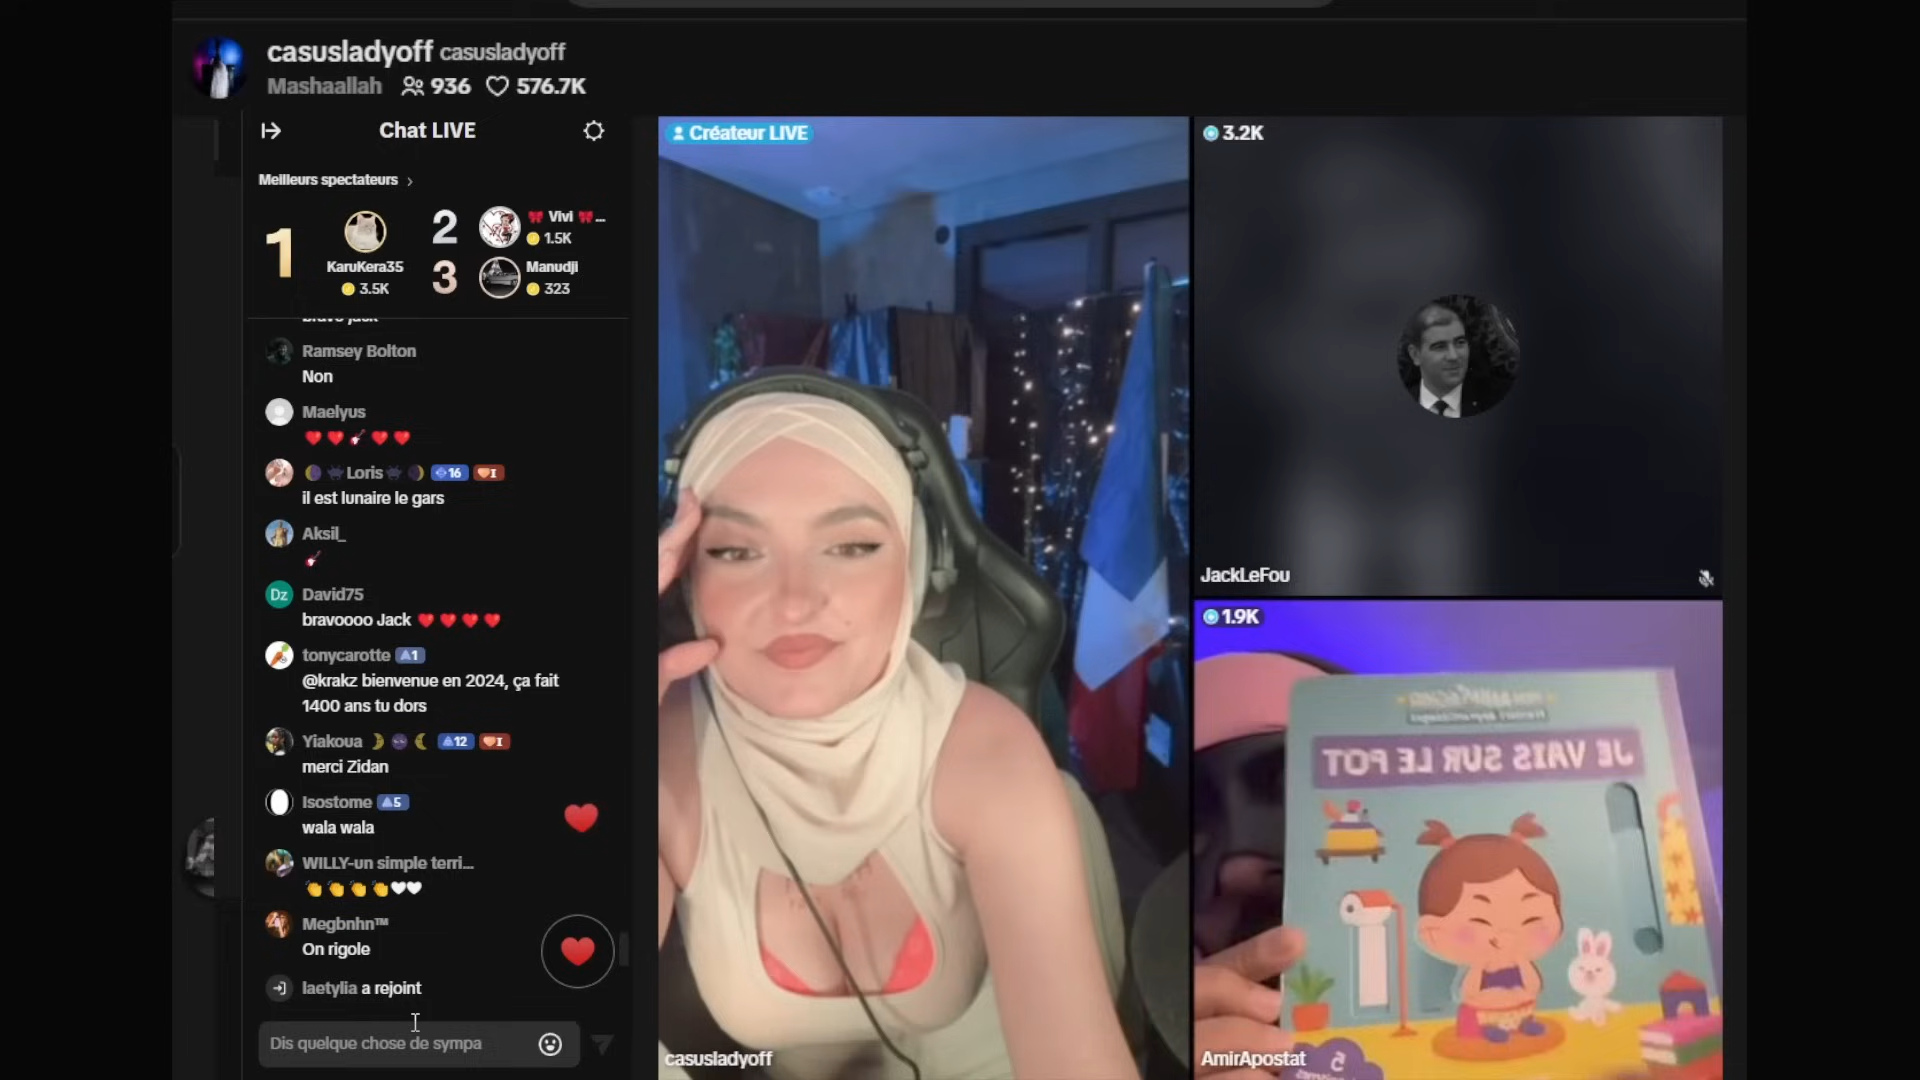 casusladyoff casusladyoff
Mashaallah 936 576.7K
Chat LIVE
Meilleurs spectateurs
1
KaruKera35
3.5K
2
Vivi ...
1.5K
3
Manudji
323
bravo jack
Ramsey Bolton
Non
Maelyus
Loris 16 I
il est lunaire le gars
Aksil_
Dz David75
bravoooo Jack
tonycarotte 1
@krakz bienvenue en 2024, ça fait
1400 ans tu dors
Yiakoua 12 I
merci Zidan
Isostome 5
wala wala
WILLY-un simple terri...
Megbnhn™
On rigole
laetylia a rejoint
Dis quelque chose de sympa
Créateur LIVE
casusladyoff
3.2K
JackLeFou
1.9K
JE VAIS SUR LE POT
AmirApostat
5